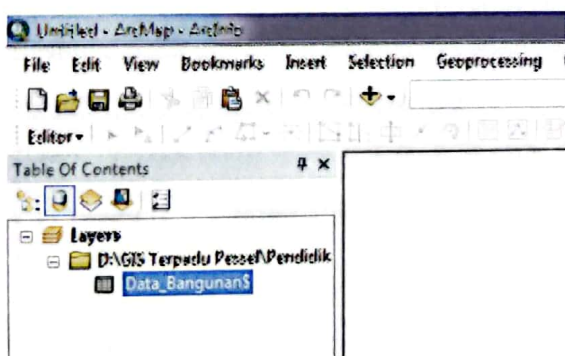 Untitled - ArcMap - ArcInfo
File Edit View Bookmarks Insert Selection Geoprocessing
Editor
Table Of Contents
Layers
D:\GIS Terpadu Pessel\Pendidik
Data_Bangunan$